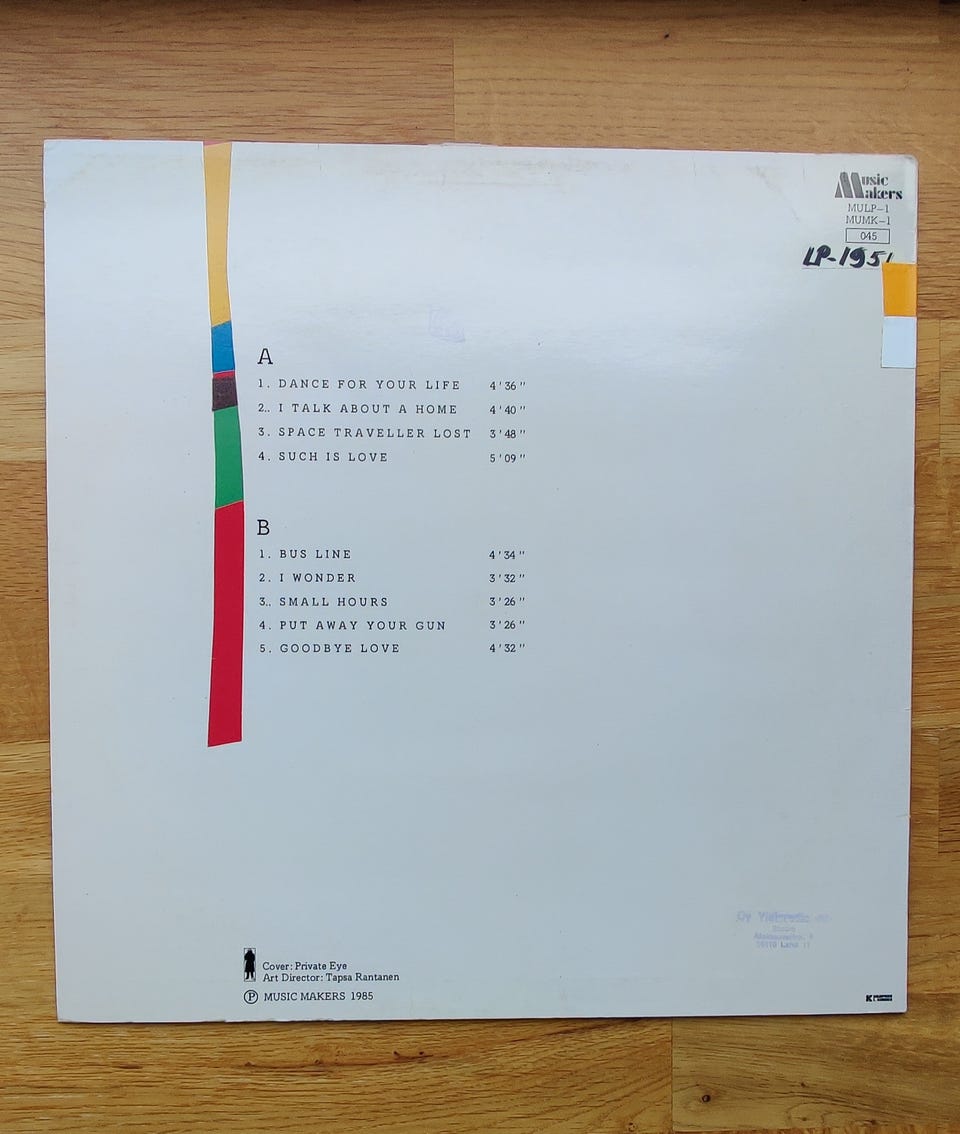 Music
Makers
MULP-1
MUMK-1
045
LP-1951
A
1. DANCE FOR YOUR LIFE 4'36"
2.. I TALK ABOUT A HOME 4'40"
3. SPACE TRAVELLER LOST 3'48"
4. SUCH IS LOVE 5'09"
B
1. BUS LINE 4'34"
2. I WONDER 3'32"
3.. SMALL HOURS 3'26"
4. PUT AWAY YOUR GUN 3'26"
5. GOODBYE LOVE 4'32"
Oy
Cover: Private Eye
Art Director: Tapsa Rantanen
Ⓟ MUSIC MAKERS 1985
K